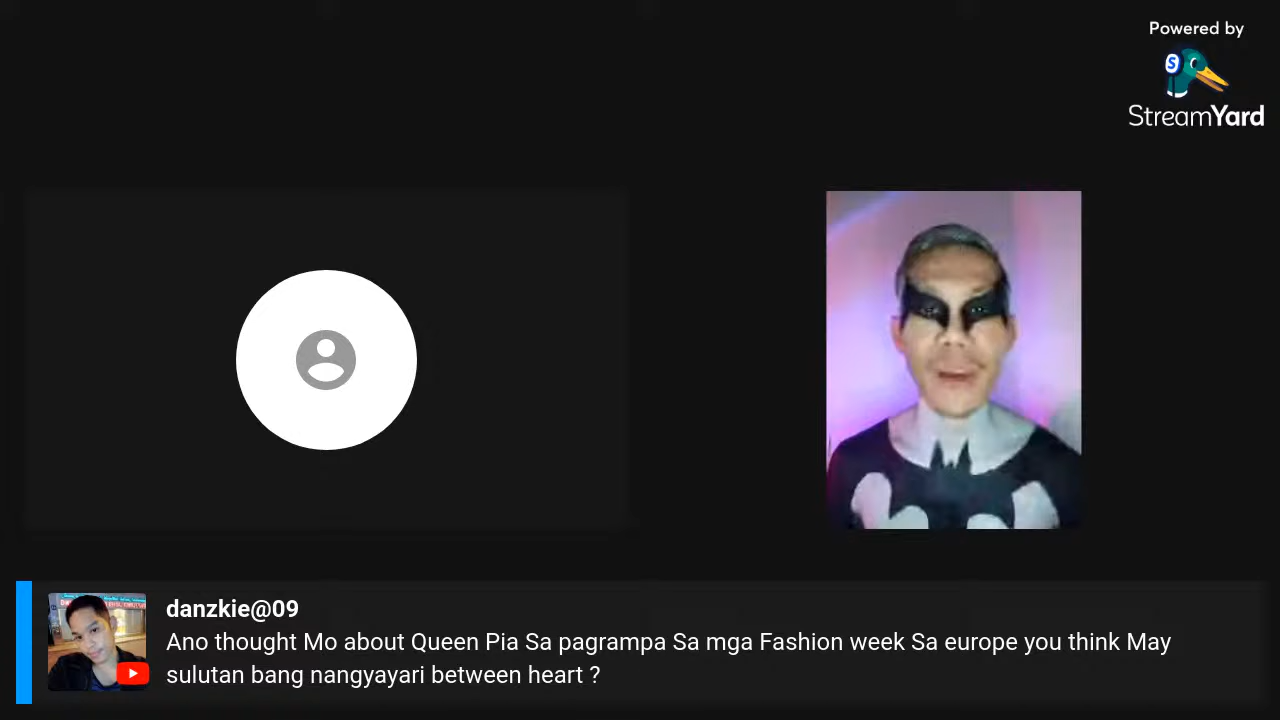 Powered by
S
StreamYard
danzkie@09
Ano thought Mo about Queen Pia Sa pagrampa Sa mga Fashion week Sa europe you think May
sulutan bang nangyayari between heart ?